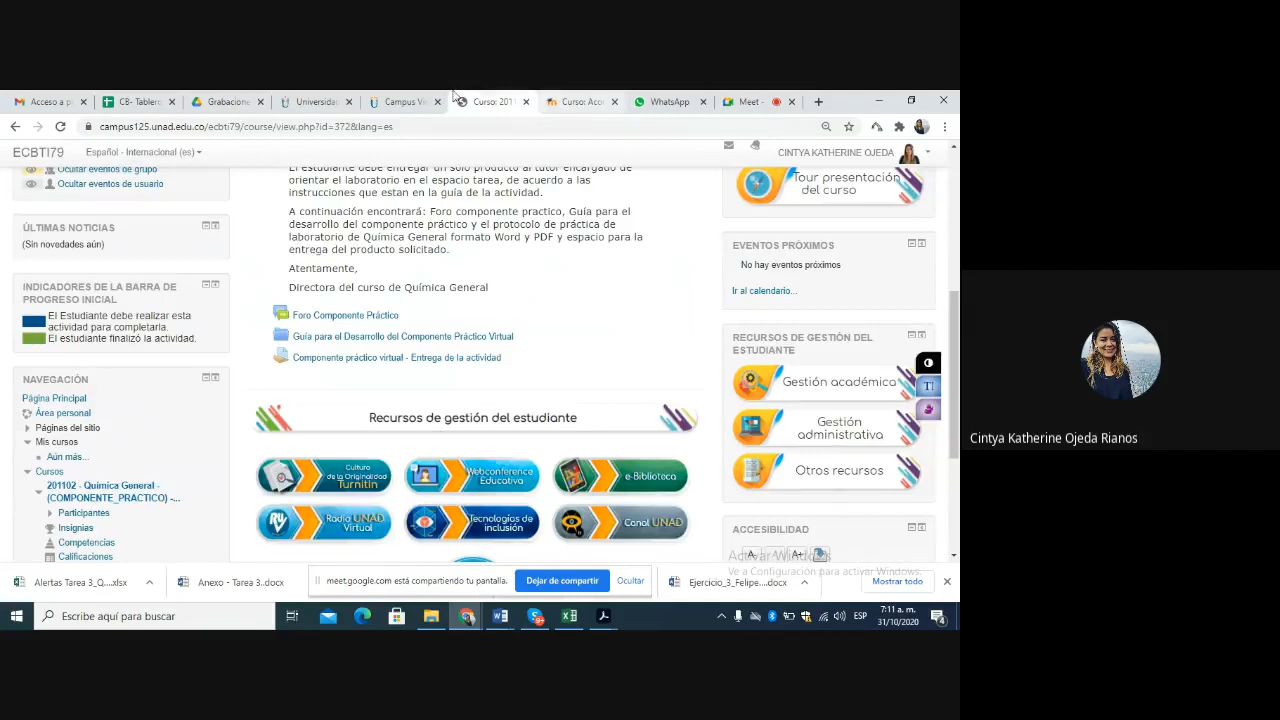 Acceso a pl
CB- Tablero
Grabacione
Universida
Campus Vi
Curso: 201
Curso: Acor
WhatsApp
Meet -
campus125.unad.edu.co/ecbti79/course/view.php?id=372&lang=es
ECBTI79
Español - Internacional (es)
CINTYA KATHERINE OJEDA
Ocultar eventos de grupo
Ocultar eventos de usuario
ÚLTIMAS NOTICIAS
(Sin novedades aún)
INDICADORES DE LA BARRA DE
PROGRESO INICIAL
El Estudiante debe realizar esta
actividad para completarla.
El estudiante finalizó la actividad.
NAVEGACIÓN
Página Principal
Área personal
Páginas del sitio
Mis cursos
Aún más...
Cursos
201102 - Química General -
(COMPONENTE_PRACTICO) -...
Participantes
Insignias
Competencias
Calificaciones
El estudiante debe entregar un solo producto al tutor encargado de
orientar el laboratorio en el espacio tarea, de acuerdo a las
instrucciones que estan en la guía de la actividad.
A continuación encontrará: Foro componente practico, Guía para el
desarrollo del componente práctico y el protocolo de práctica de
laboratorio de Química General formato Word y PDF y espacio para la
entrega del producto solicitado.
Atentamente,
Directora del curso de Química General
Foro Componente Práctico
Guía para el Desarrollo del Componente Práctico Virtual
Componente práctico virtual - Entrega de la actividad
Recursos de gestión del estudiante
Cultura
de la Originalidad
Turnitin
Webconference
Educativa
e-Biblioteca
Radio UNAD
Virtual
Tecnologías de
inclusión
Canal UNAD
Tour presentación
del curso
EVENTOS PRÓXIMOS
No hay eventos próximos
Ir al calendario...
RECURSOS DE GESTIÓN DEL
ESTUDIANTE
Gestión académica
Gestión
administrativa
Otros recursos
ACCESIBILIDAD
A- A A+
Activar Windows
Ve a Configuración para activar Windows.
Alertas Tarea 3_Q....xlsx
Anexo - Tarea 3..docx
meet.google.com está compartiendo tu pantalla.
Dejar de compartir
Ocultar
Ejercicio_3_Felipe....docx
Mostrar todo
Escribe aquí para buscar
ESP
7:11 a. m.
31/10/2020
4
Cintya Katherine Ojeda Rianos